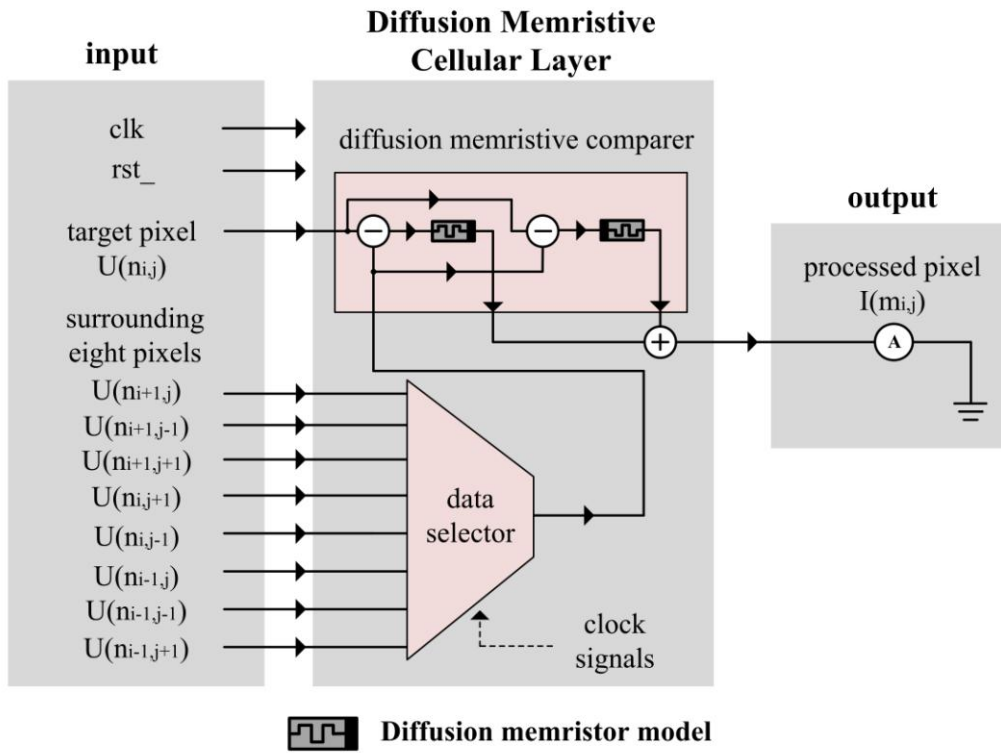 input
Diffusion Memristive
Cellular Layer
clk
rst_
target pixel
U(ni,j)
surrounding
eight pixels
U(ni+1,j)
U(ni+1,j-1)
U(ni+1,j+1)
U(ni,j+1)
U(ni,j-1)
U(ni-1,j)
U(ni-1,j-1)
U(ni-1,j+1)
diffusion memristive comparer
−
−
+
data
selector
clock
signals
output
processed pixel
I(mi,j)
A
Diffusion memristor model